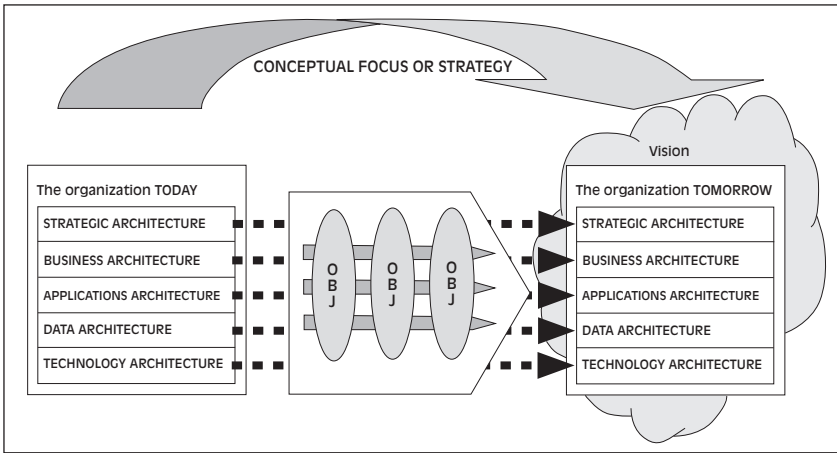 CONCEPTUAL FOCUS OR STRATEGY
Vision
The organization TODAY
STRATEGIC ARCHITECTURE
BUSINESS ARCHITECTURE
APPLICATIONS ARCHITECTURE
DATA ARCHITECTURE
TECHNOLOGY ARCHITECTURE
O
B
J
O
B
J
O
B
J
The organization TOMORROW
STRATEGIC ARCHITECTURE
BUSINESS ARCHITECTURE
APPLICATIONS ARCHITECTURE
DATA ARCHITECTURE
TECHNOLOGY ARCHITECTURE